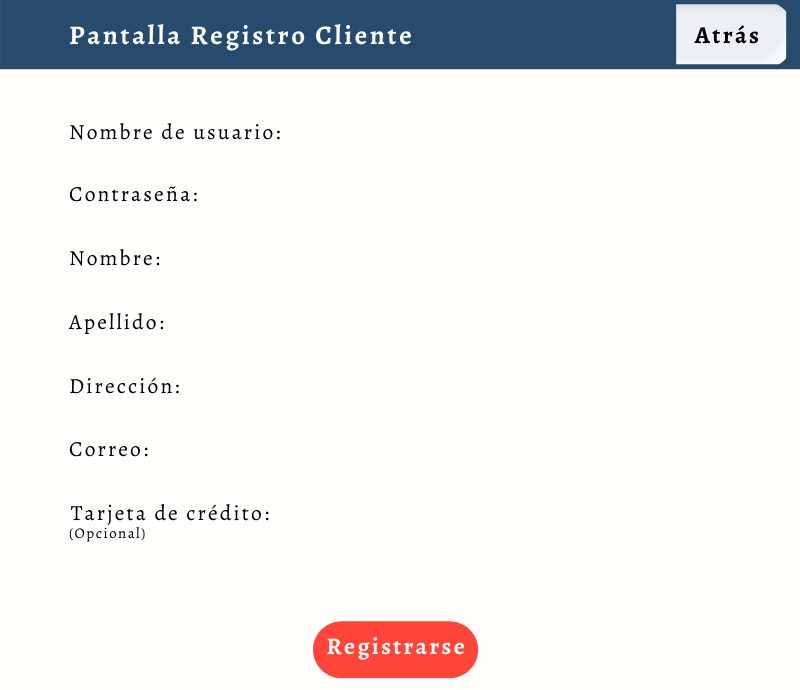 Pantalla Registro Cliente
Atrás
Nombre de usuario:
Contraseña:
Nombre:
Apellido:
Dirección:
Correo:
Tarjeta de crédito:
(Opcional)
Registrarse